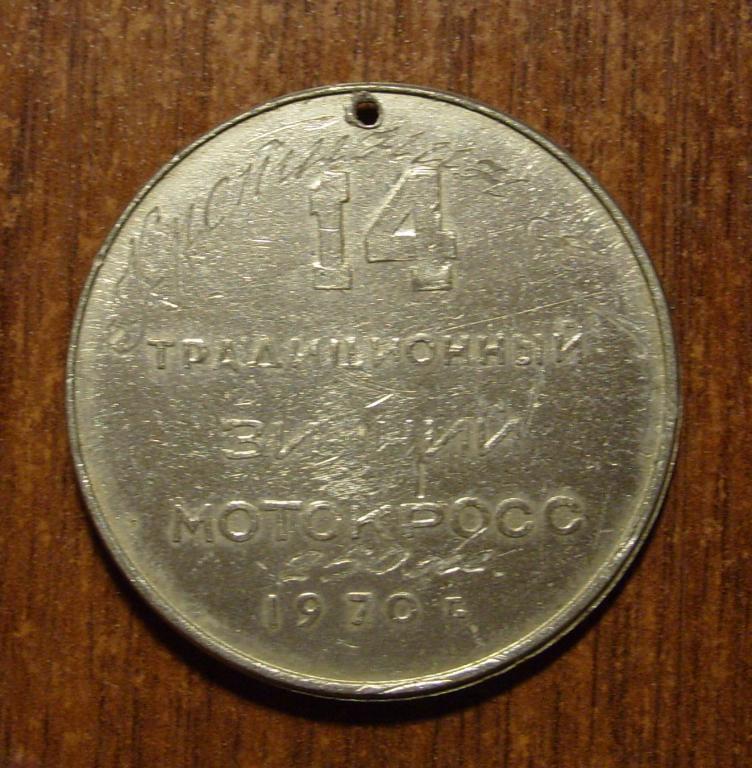 14
ТРАДИЦИОННЫЙ
ЗИМНИЙ
МОТОКРОСС
1970 г.